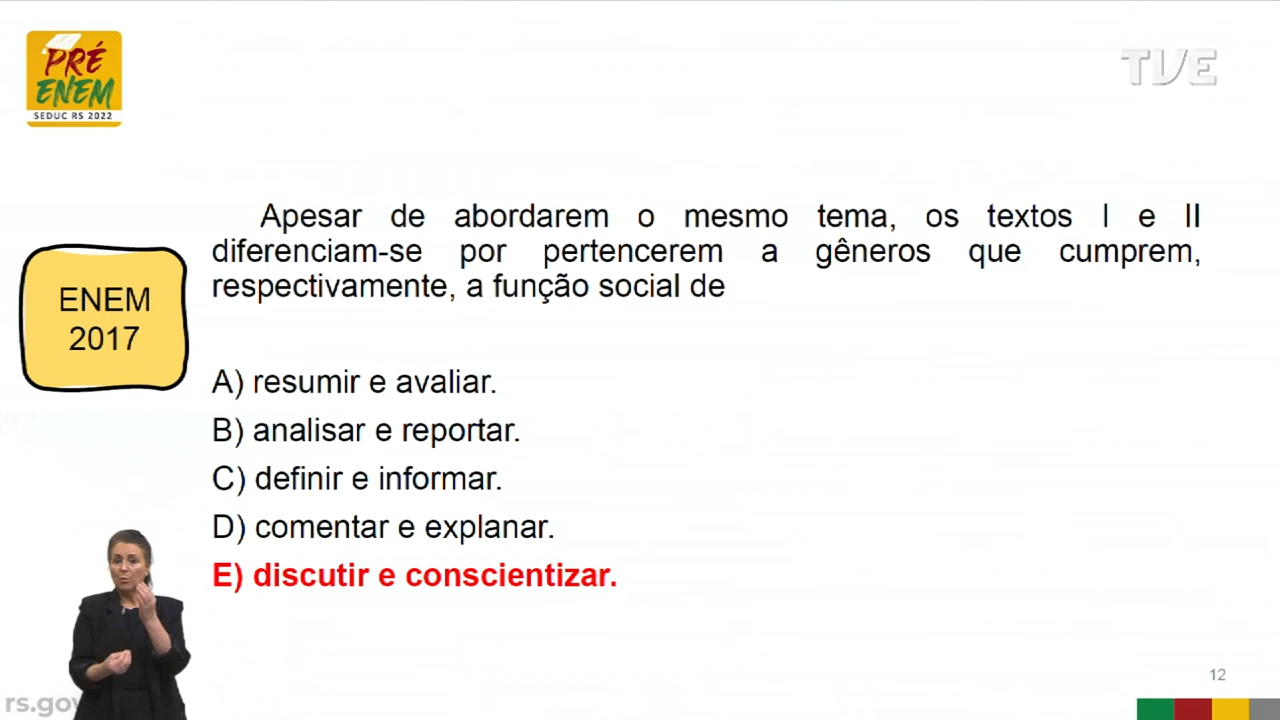 PRÉ
ENEM
SEDUC RS 2022
TVE
Apesar de abordarem o mesmo tema, os textos I e II
diferenciam-se por pertencerem a gêneros que cumprem,
respectivamente, a função social de
ENEM
2017
A) resumir e avaliar.
B) analisar e reportar.
C) definir e informar.
D) comentar e explanar.
E) discutir e conscientizar.
12
rs.gov